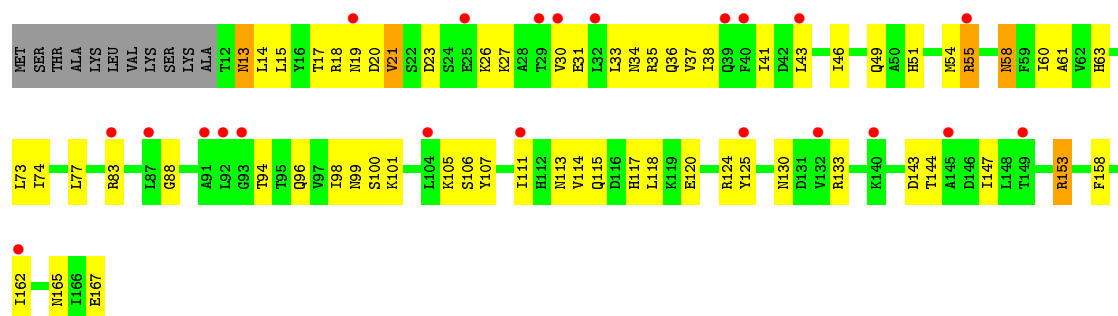 MET SER THR ALA LYS LEU VAL LYS SER LYS ALA T12 N13 L14 L15 Y16 T17 R18 N19 D20 V21 S22 D23 S24 E25 K26 K27 A28 T29 V30 E31 L32 L33 N34 R35 Q36 V37 I38 Q39 F40 I41 D42 L43 I46 Q49 A50 H51 M54 R55 N58 F59 I60 A61 V62 H63
L73 I74 L77 R83 L87 G88 A91 L92 G93 T94 T95 Q96 V97 I98 N99 S100 K101 L104 K105 S106 Y107 I111 H112 N113 V114 Q115 D116 H117 L118 K119 E120 R124 Y125 N130 D131 V132 R133 K140 D143 T144 A145 D146 I147 L148 T149 R153 F158
I162 N165 I166 E167